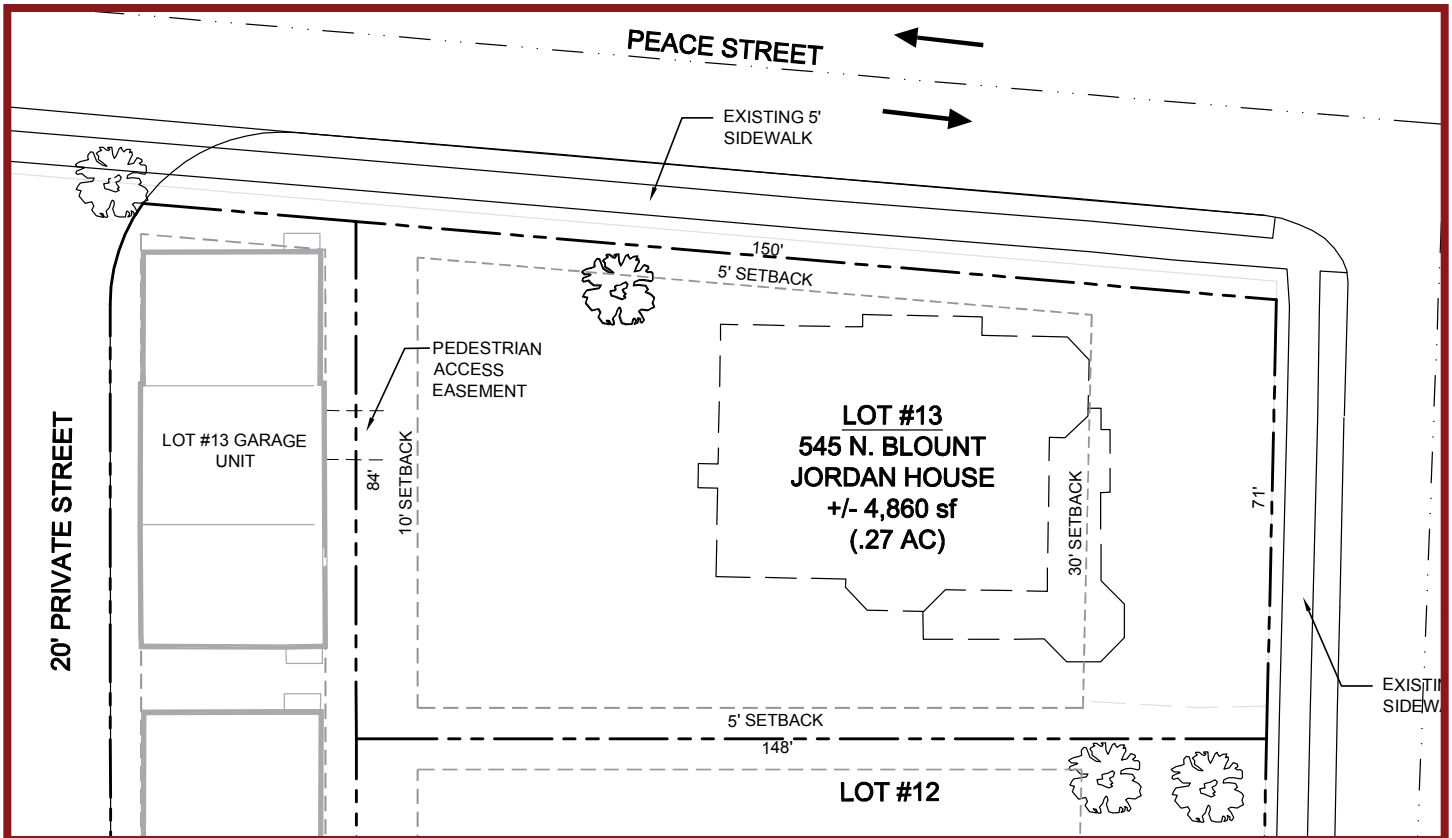 PEACE STREET
EXISTING 5'
SIDEWALK
150'
5' SETBACK
PEDESTRIAN
ACCESS
EASEMENT
LOT #13 GARAGE
UNIT
20' PRIVATE STREET
84'
10' SETBACK
LOT #13
545 N. BLOUNT
JORDAN HOUSE
+/- 4,860 sf
(.27 AC)
30' SETBACK
71'
5' SETBACK
148'
LOT #12